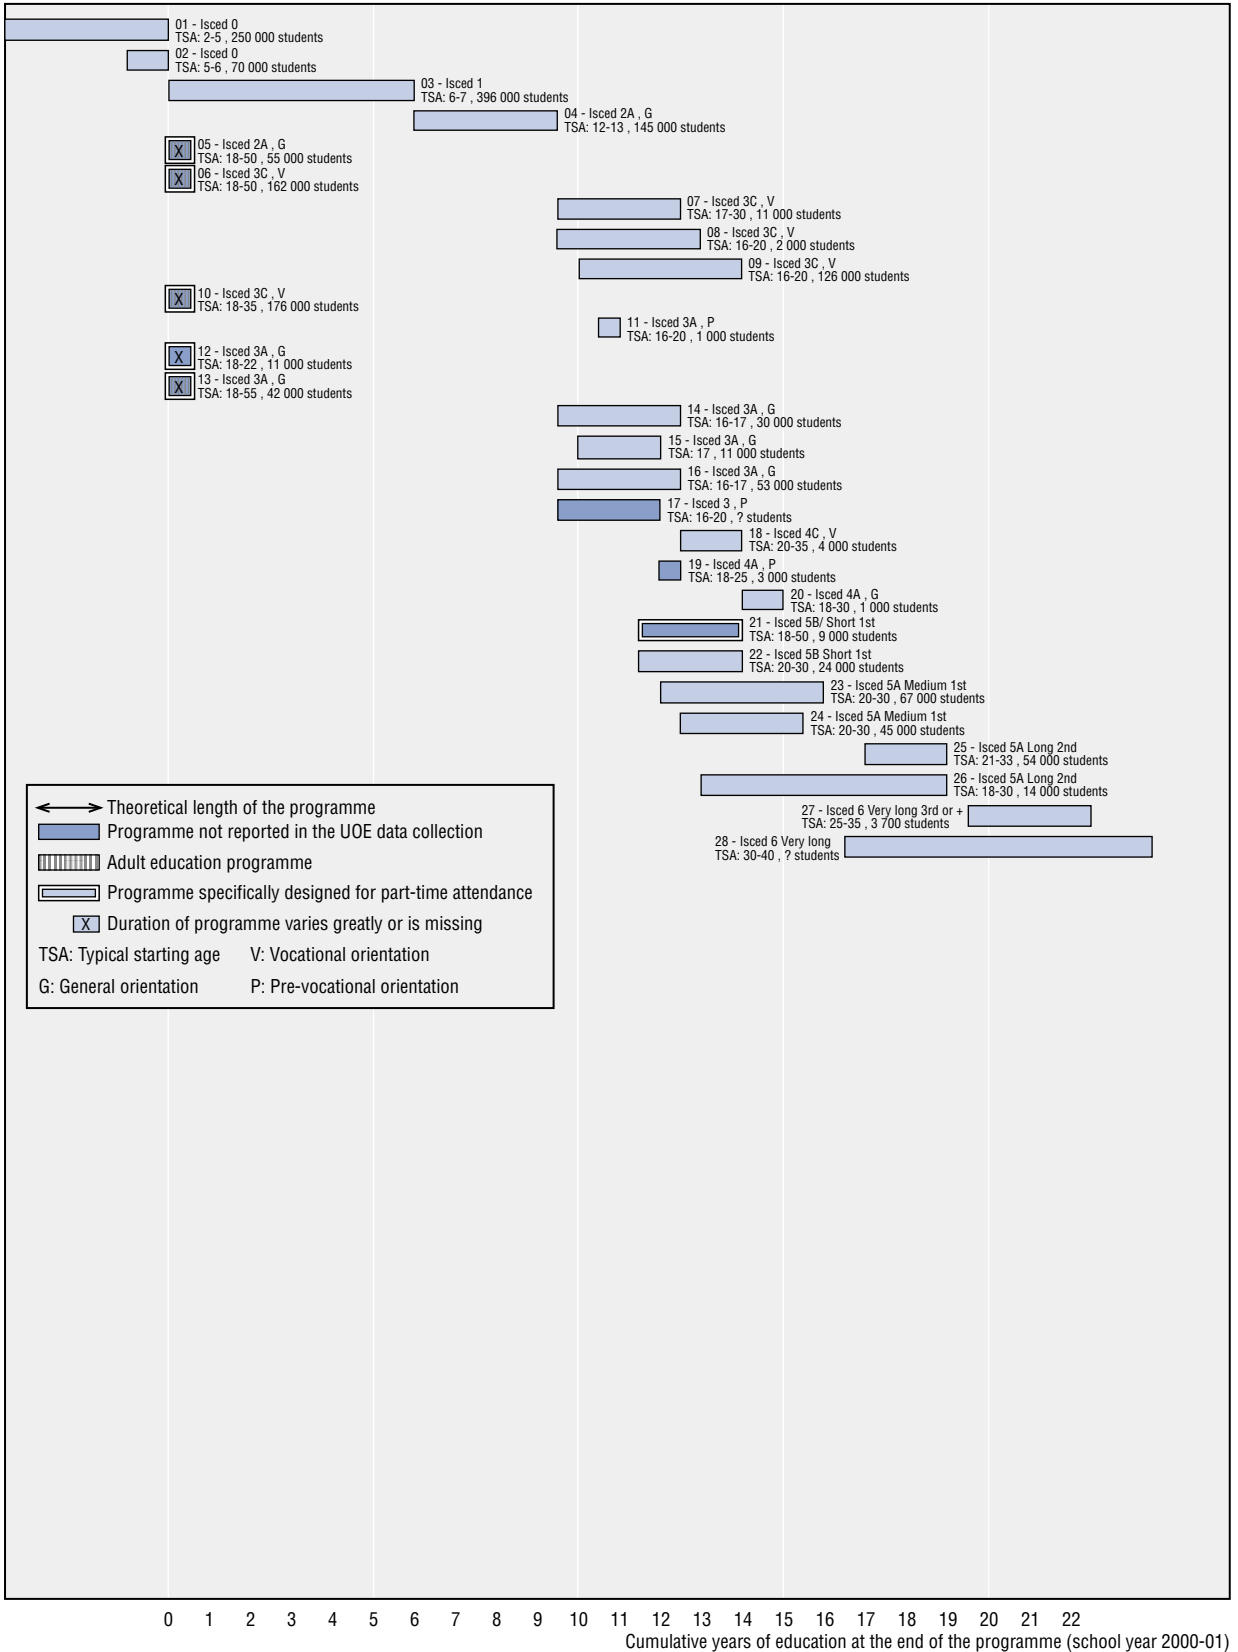 01 - Isced 0
TSA: 2-5 , 250 000 students
02 - Isced 0
TSA: 5-6 , 70 000 students
03 - Isced 1
TSA: 6-7 , 396 000 students
04 - Isced 2A , G
TSA: 12-13 , 145 000 students
X
05 - Isced 2A , G
TSA: 18-50 , 55 000 students
X
06 - Isced 3C , V
TSA: 18-50 , 162 000 students
07 - Isced 3C , V
TSA: 17-30 , 11 000 students
08 - Isced 3C , V
TSA: 16-20 , 2 000 students
09 - Isced 3C , V
TSA: 16-20 , 126 000 students
X
10 - Isced 3C , V
TSA: 18-35 , 176 000 students
11 - Isced 3A , P
TSA: 16-20 , 1 000 students
X
12 - Isced 3A , G
TSA: 18-22 , 11 000 students
X
13 - Isced 3A , G
TSA: 18-55 , 42 000 students
14 - Isced 3A , G
TSA: 16-17 , 30 000 students
15 - Isced 3A , G
TSA: 17 , 11 000 students
16 - Isced 3A , G
TSA: 16-17 , 53 000 students
17 - Isced 3 , P
TSA: 16-20 , ? students
18 - Isced 4C , V
TSA: 20-35 , 4 000 students
19 - Isced 4A , P
TSA: 18-25 , 3 000 students
20 - Isced 4A , G
TSA: 18-30 , 1 000 students
21 - Isced 5B/ Short 1st
TSA: 18-50 , 9 000 students
22 - Isced 5B Short 1st
TSA: 20-30 , 24 000 students
23 - Isced 5A Medium 1st
TSA: 20-30 , 67 000 students
24 - Isced 5A Medium 1st
TSA: 20-30 , 45 000 students
25 - Isced 5A Long 2nd
TSA: 21-33 , 54 000 students
26 - Isced 5A Long 2nd
TSA: 18-30 , 14 000 students
27 - Isced 6 Very long 3rd or +
TSA: 25-35 , 3 700 students
28 - Isced 6 Very long
TSA: 30-40 , ? students
Theoretical length of the programme
Programme not reported in the UOE data collection
Adult education programme
Programme specifically designed for part-time attendance
X Duration of programme varies greatly or is missing
TSA: Typical starting age V: Vocational orientation
G: General orientation P: Pre-vocational orientation
0 1 2 3 4 5 6 7 8 9 10 11 12 13 14 15 16 17 18 19 20 21 22
Cumulative years of education at the end of the programme (school year 2000-01)